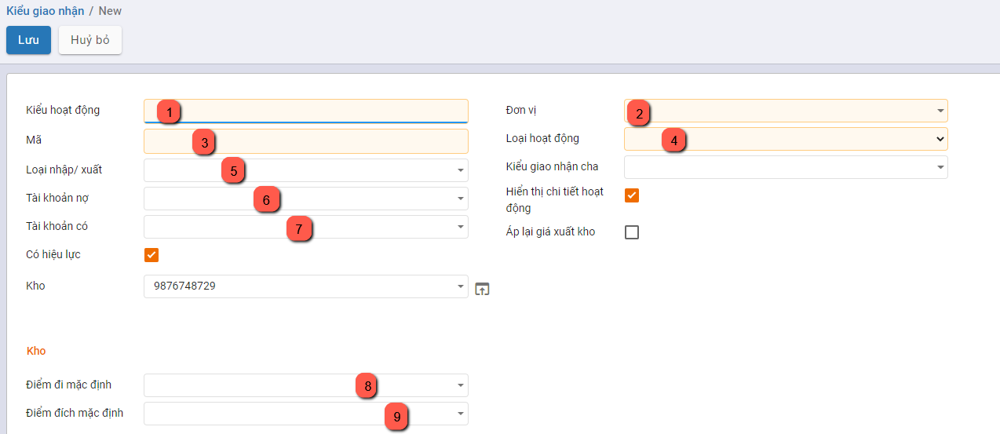 Kiểu giao nhận / New
Lưu Huỷ bỏ
Kiểu hoạt động 1
Đơn vị 2
Mã 3
Loại hoạt động 4
Loại nhập/ xuất 5
Kiểu giao nhận cha
Tài khoản nợ 6
Hiển thị chi tiết hoạt
động
Tài khoản có 7
Áp lại giá xuất kho
Có hiệu lực
Kho 9876748729
Kho
Điểm đi mặc định 8
Điểm đích mặc định 9